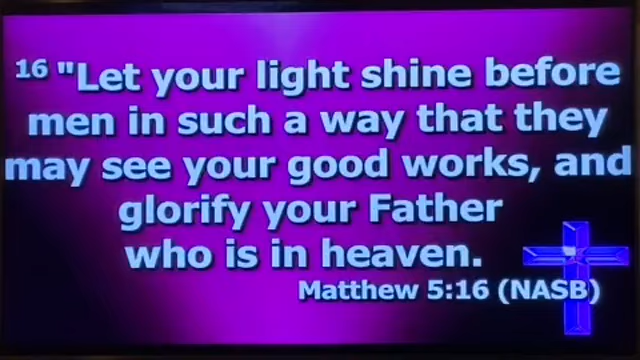 16 "Let your light shine before
men in such a way that they
may see your good works, and
glorify your Father
who is in heaven.
Matthew 5:16 (NASB)